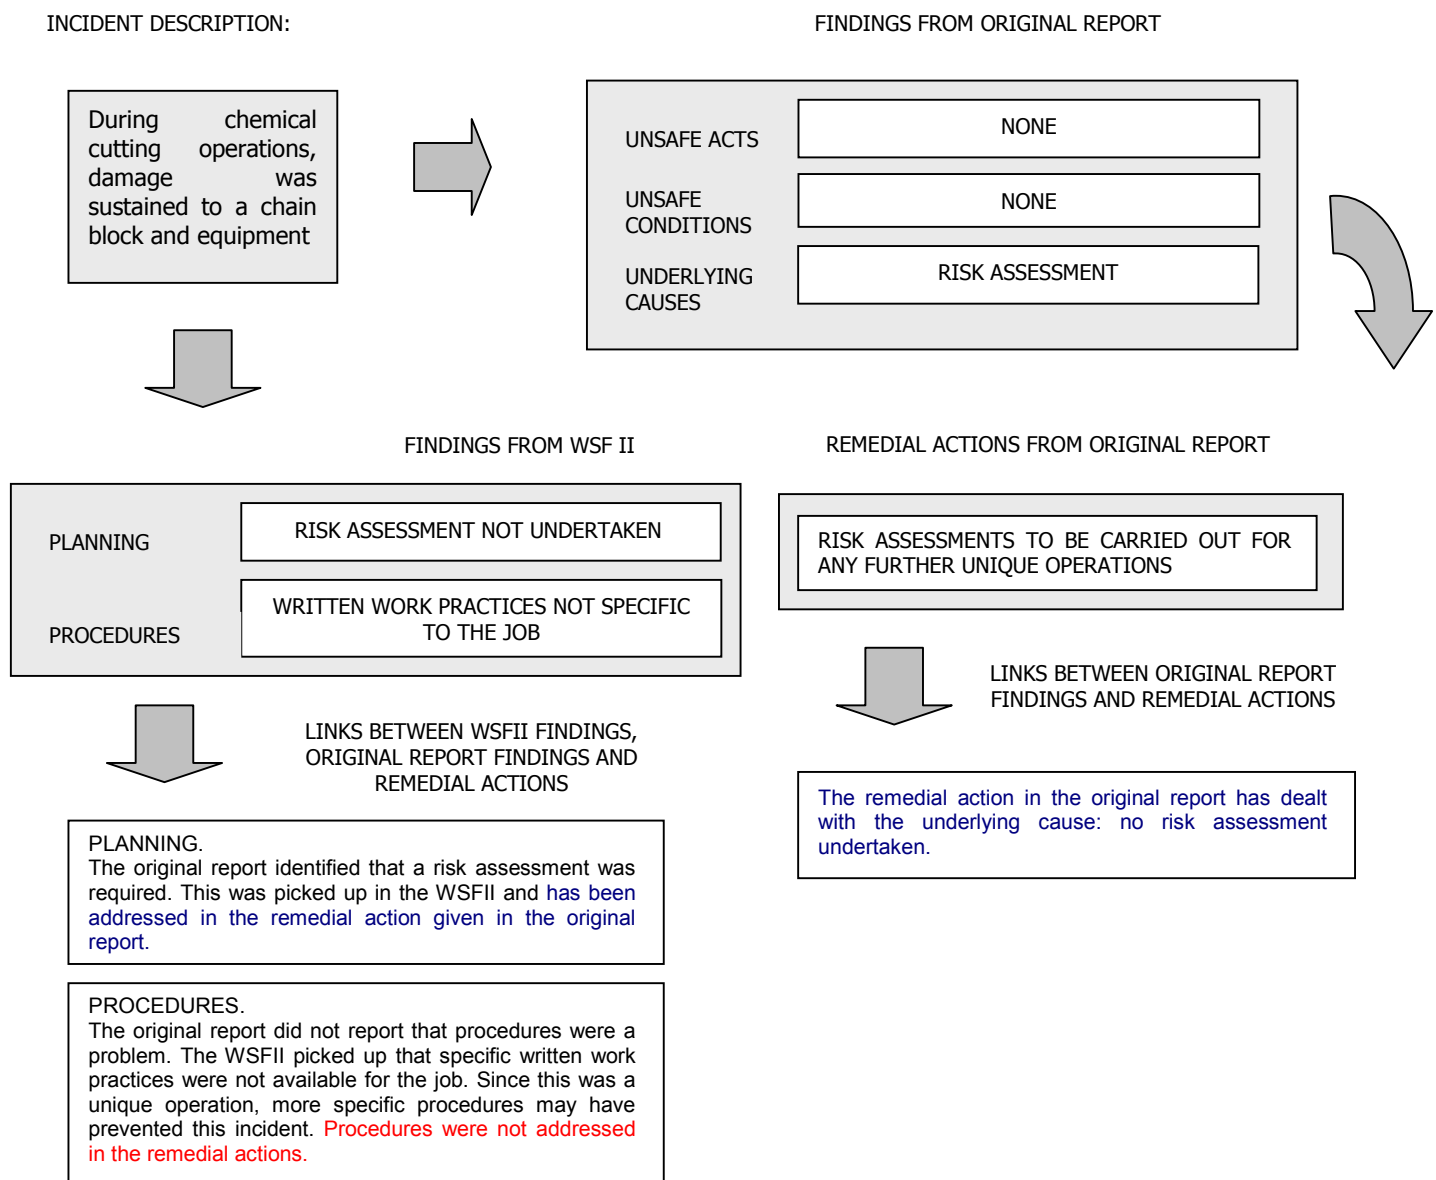 INCIDENT DESCRIPTION:
FINDINGS FROM ORIGINAL REPORT
During chemical
cutting operations,
damage was
sustained to a chain
block and equipment
UNSAFE ACTS
NONE
UNSAFE
CONDITIONS
NONE
UNDERLYING
CAUSES
RISK ASSESSMENT
FINDINGS FROM WSF II
PLANNING
RISK ASSESSMENT NOT UNDERTAKEN
PROCEDURES
WRITTEN WORK PRACTICES NOT SPECIFIC
TO THE JOB
REMEDIAL ACTIONS FROM ORIGINAL REPORT
RISK ASSESSMENTS TO BE CARRIED OUT FOR
ANY FURTHER UNIQUE OPERATIONS
LINKS BETWEEN ORIGINAL REPORT
FINDINGS AND REMEDIAL ACTIONS
The remedial action in the original report has dealt
with the underlying cause: no risk assessment
undertaken.
LINKS BETWEEN WSFII FINDINGS,
ORIGINAL REPORT FINDINGS AND
REMEDIAL ACTIONS
PLANNING.
The original report identified that a risk assessment was
required. This was picked up in the WSFII and has been
addressed in the remedial action given in the original
report.
PROCEDURES.
The original report did not report that procedures were a
problem. The WSFII picked up that specific written work
practices were not available for the job. Since this was a
unique operation, more specific procedures may have
prevented this incident. Procedures were not addressed
in the remedial actions.